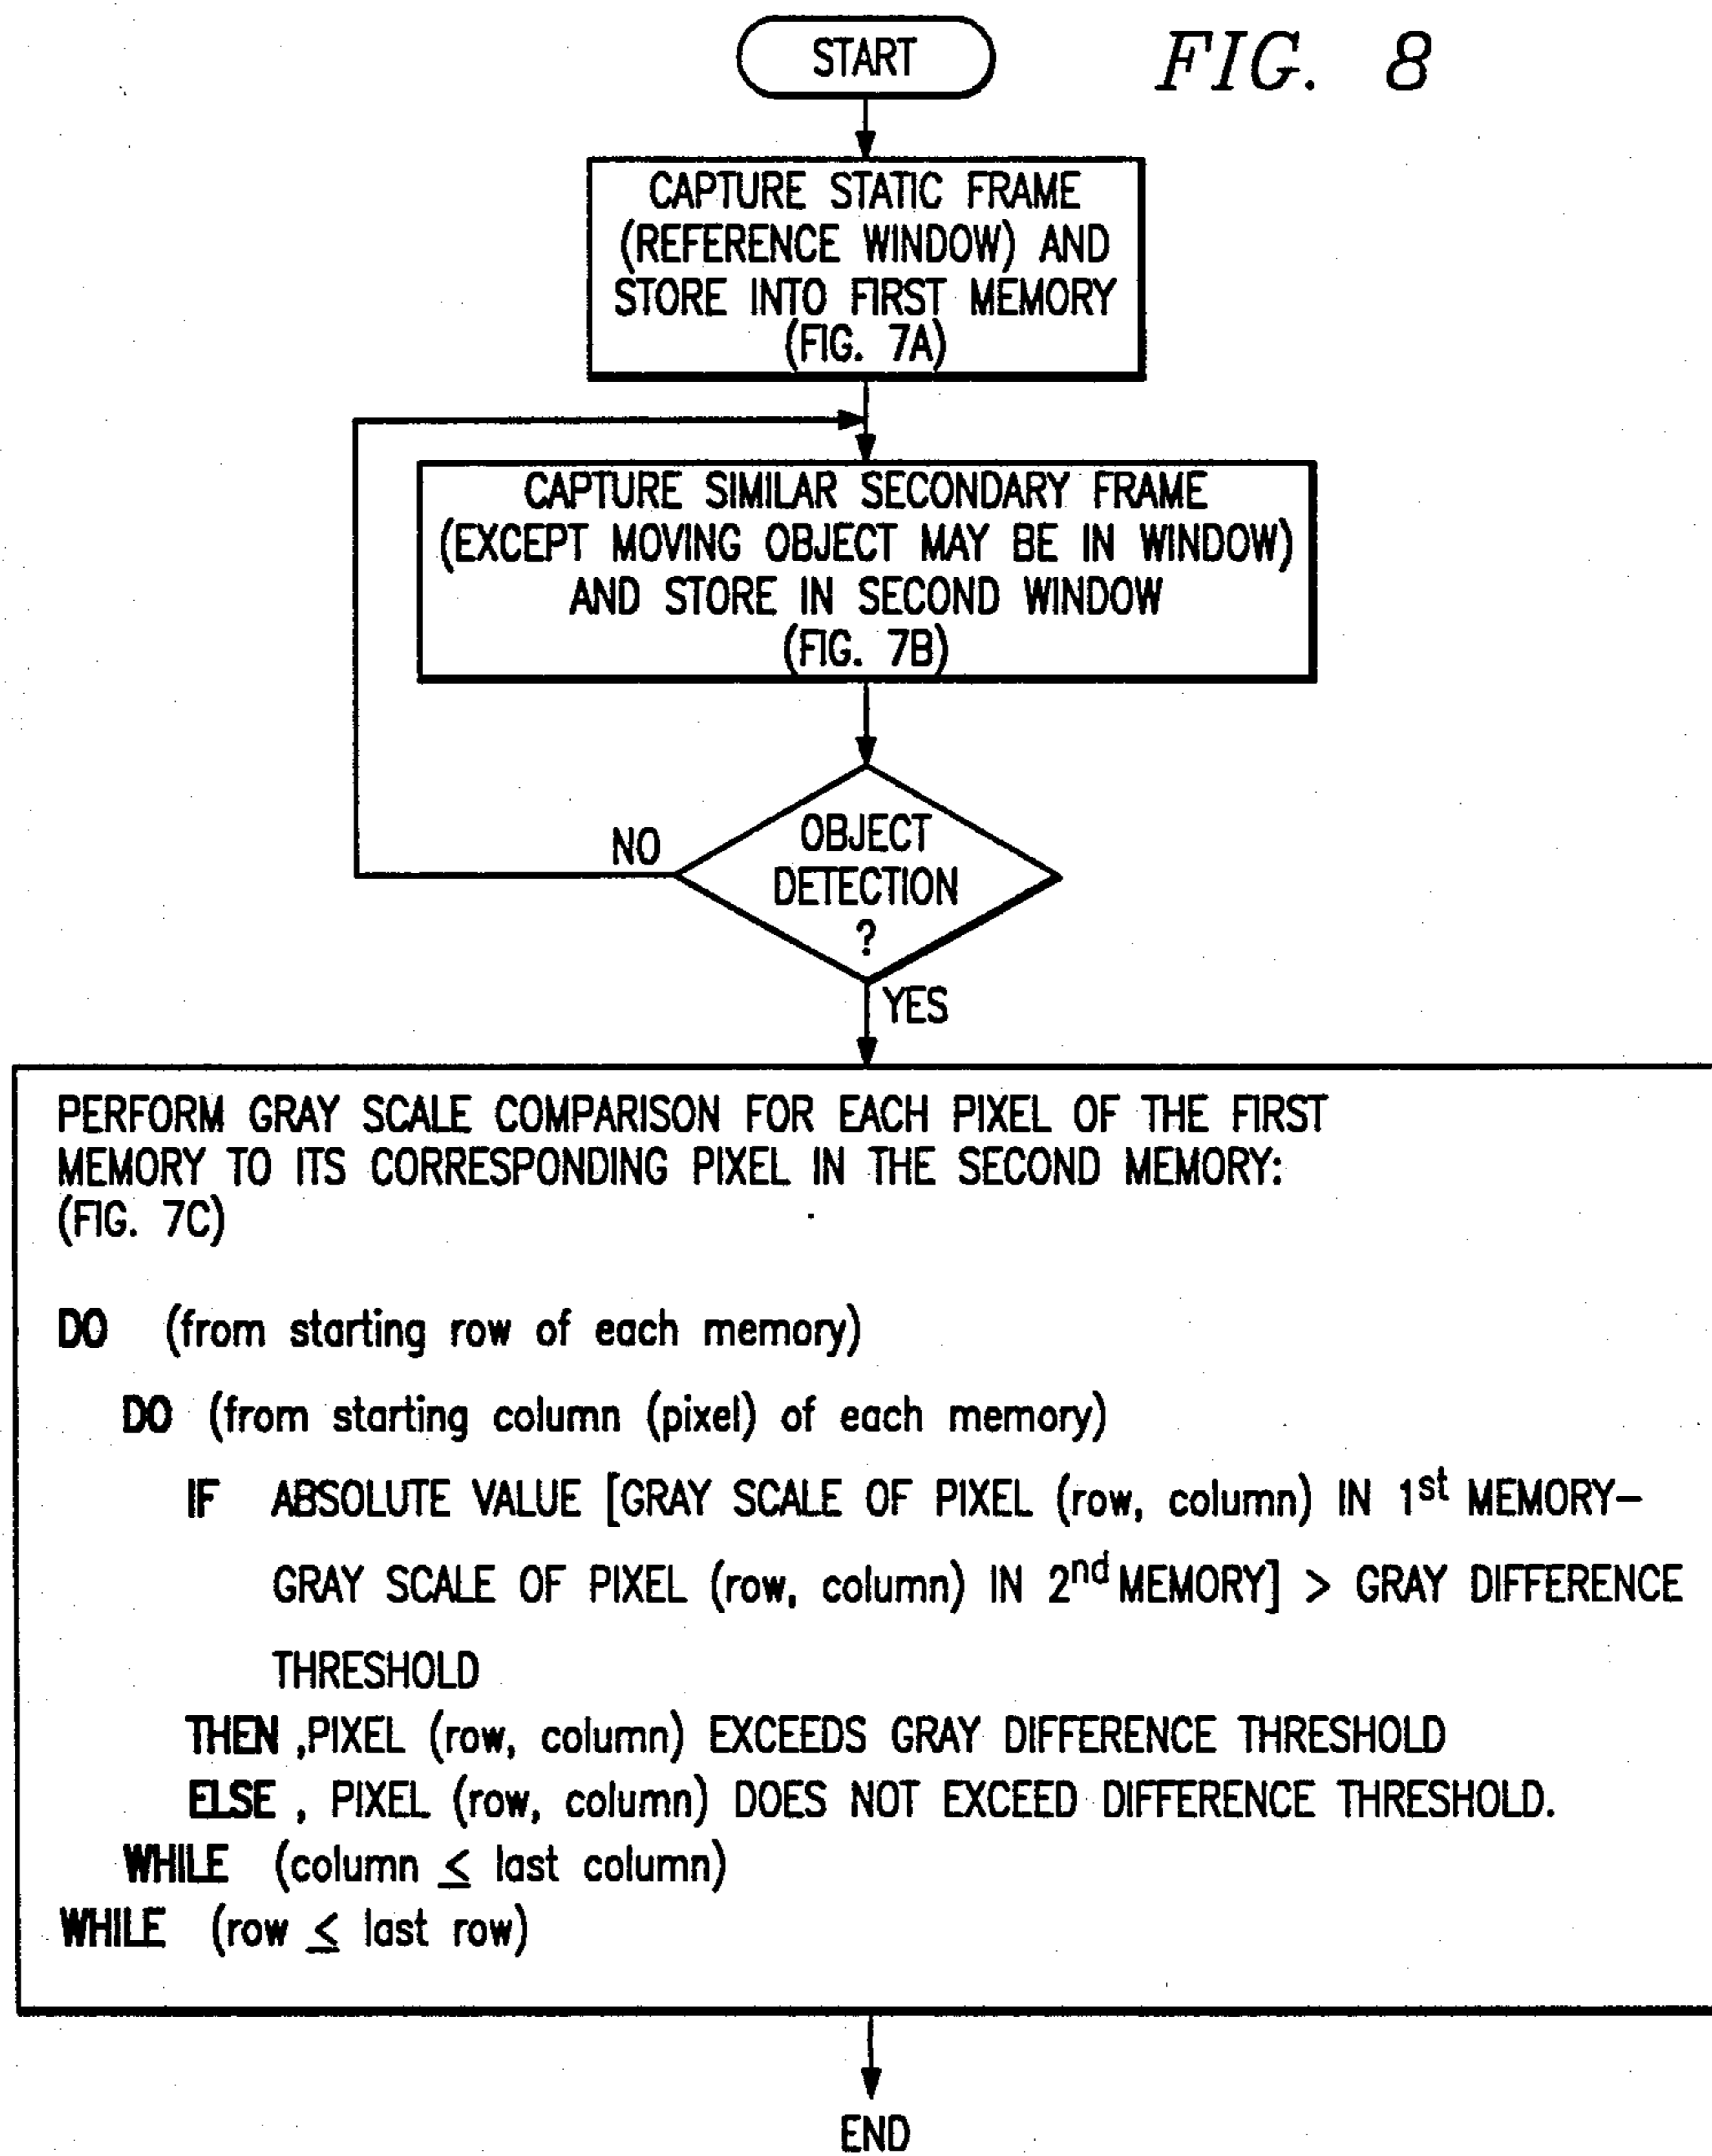 START
FIG. 8
CAPTURE STATIC FRAME
(REFERENCE WINDOW) AND
STORE INTO FIRST MEMORY
(FIG. 7A)
CAPTURE SIMILAR SECONDARY FRAME
(EXCEPT MOVING OBJECT MAY BE IN WINDOW)
AND STORE IN SECOND WINDOW
(FIG. 7B)
NO
OBJECT
DETECTION
?
YES
PERFORM GRAY SCALE COMPARISON FOR EACH PIXEL OF THE FIRST
MEMORY TO ITS CORRESPONDING PIXEL IN THE SECOND MEMORY:
(FIG. 7C)
DO (from starting row of each memory)
DO (from starting column (pixel) of each memory)
IF ABSOLUTE VALUE [GRAY SCALE OF PIXEL (row, column) IN 1st MEMORY–
GRAY SCALE OF PIXEL (row, column) IN 2nd MEMORY] > GRAY DIFFERENCE
THRESHOLD
THEN ,PIXEL (row, column) EXCEEDS GRAY DIFFERENCE THRESHOLD
ELSE , PIXEL (row, column) DOES NOT EXCEED DIFFERENCE THRESHOLD.
WHILE (column ≤ last column)
WHILE (row ≤ last row)
END